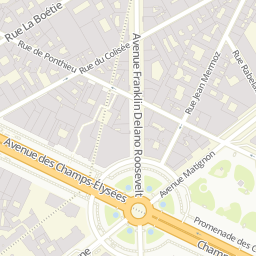 Rue La Boétie
Rue de Ponthieu
Rue du Colisée
Avenue Franklin Delano Roosevelt
Rue Jean Mermoz
Avenue des Champs-Élysées
Avenue Matignon
Promenade des